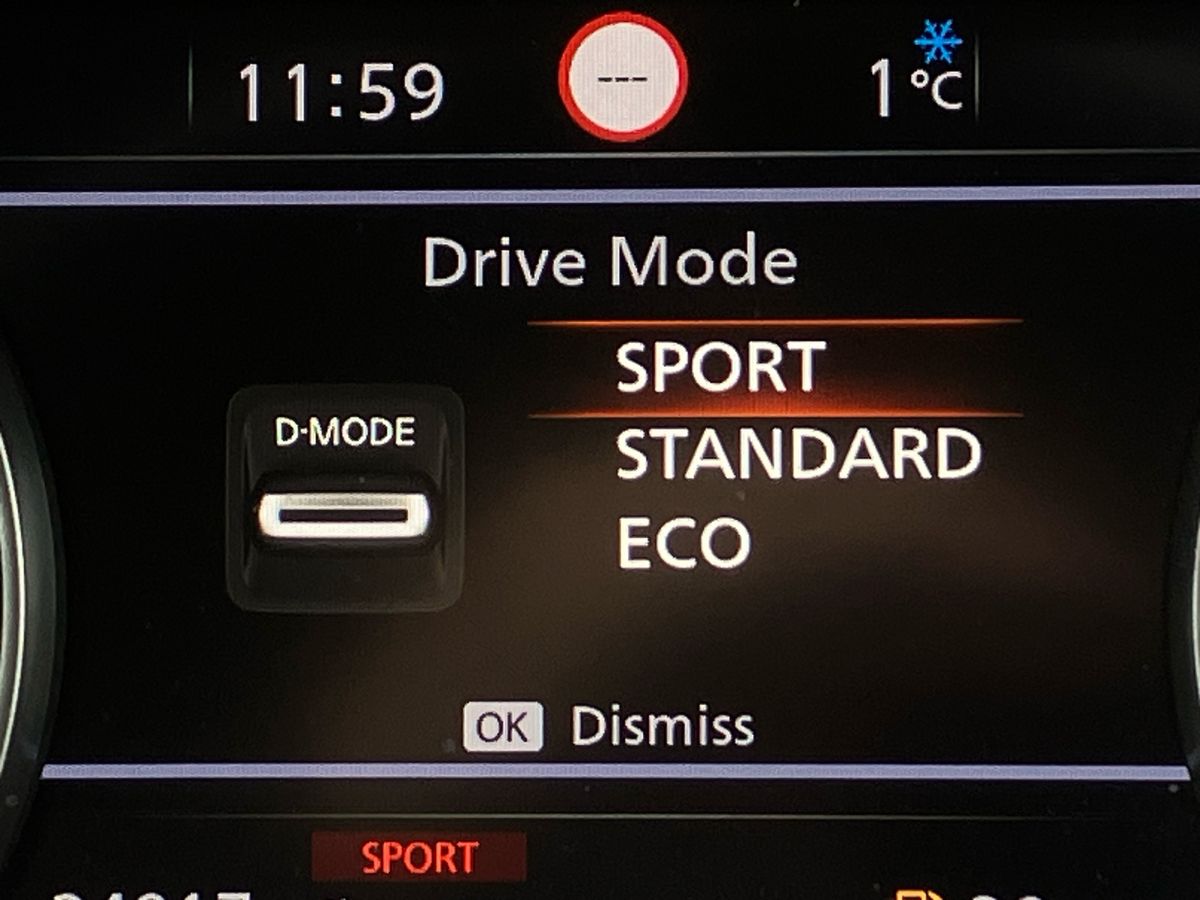 11:59
---
1 °C
Drive Mode
SPORT
D·MODE
STANDARD
ECO
OK Dismiss
SPORT